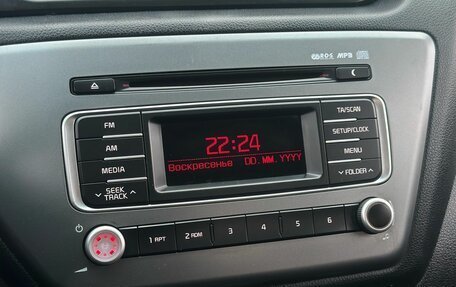 RDS MP3
TA/SCAN
FM
22:24
SETUP/CLOCK
AM
MENU
MEDIA
Воскресенье DD.MM.YYYY
FOLDER
SEEK
TRACK
1 RPT 2 RDM 3 4 5 6